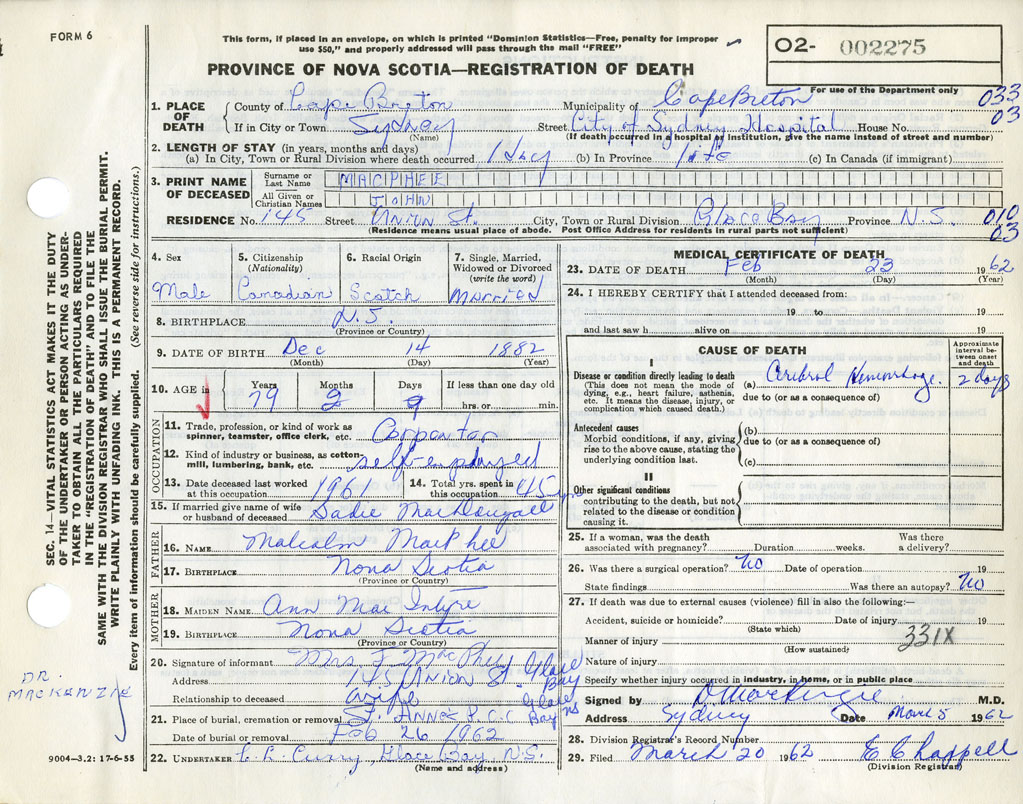 FORM 6
This form, if placed in an envelope, on which is printed "Dominion Statistics—Free, penalty for improper
use $50," and properly addressed will pass through the mail "FREE"
O2- 002275
PROVINCE OF NOVA SCOTIA—REGISTRATION OF DEATH
For use of the Department only
033
03
1. PLACE OF DEATH
County of Cape Breton Municipality of Cape Breton
If in City or Town Sydney Street City of Sydney Hospital House No.
(Name) (If death occurred in hospital or institution, give the name instead of street and number)
2. LENGTH OF STAY (in years, months and days)
(a) In City, Town or Rural Division where death occurred 1 day (b) In Province life (c) In Canada (if immigrant)
3. PRINT NAME OF DECEASED
Surname or Last Name MACPHEE
All Given or Christian Names JOHN
RESIDENCE No. 145 Street Union St. City, Town or Rural Division Glace Bay Province N.S.
010
03
(Residence means usual place of abode. Post Office Address for residents in rural parts not sufficient)
4. Sex
Male
5. Citizenship (Nationality)
Canadian
6. Racial Origin
Scotch
7. Single, Married, Widowed or Divorced (write the word)
Married
8. BIRTHPLACE N.S.
(Province or Country)
9. DATE OF BIRTH Dec 14 1882
(Month) (Day) (Year)
10. AGE in Years Months Days If less than one day old
79 2 9 hrs. or min.
OCCUPATION
11. Trade, profession, or kind of work as spinner, teamster, office clerk, etc. Carpenter
12. Kind of industry or business, as cotton-mill, lumbering, bank, etc. self-employed
13. Date deceased last worked at this occupation 1961
14. Total yrs. spent in this occupation 45 yrs
15. If married give name of wife or husband of deceased Sadie MacDougall
FATHER
16. NAME Malcolm MacPhee
17. BIRTHPLACE Nova Scotia
(Province or Country)
MOTHER
18. MAIDEN NAME Ann MacIntyre
19. BIRTHPLACE Nova Scotia
(Province or Country)
20. Signature of informant Mrs. J. MacPhee
Address 145 Union St Glace Bay
Relationship to deceased wife
21. Place of burial, cremation or removal St. Annes R.C.C. Glace Bay NS
Date of burial or removal Feb 26 1962
22. UNDERTAKER Curry, Glace Bay, N.S.
(Name and address)
MEDICAL CERTIFICATE OF DEATH
23. DATE OF DEATH Feb 23 1962
(Month) (Day) (Year)
24. I HEREBY CERTIFY that I attended deceased from:
19 to 19
and last saw h alive on 19
CAUSE OF DEATH
Approximate interval between onset and death
I
Disease or condition directly leading to death
(This does not mean the mode of dying, e.g., heart failure, asthenia, etc. It means the disease, injury, or complication which caused death.)
(a) Cerebral Hemorrhage. 2 days
due to (or as a consequence of)
Antecedent causes
Morbid conditions, if any, giving rise to the above cause, stating the underlying condition last.
(b)
due to (or as a consequence of)
(c)
II
Other significant conditions
contributing to the death, but not related to the disease or condition causing it.
25. If a woman, was the death associated with pregnancy? Duration weeks. Was there a delivery?
26. Was there a surgical operation? No Date of operation 19
State findings Was there an autopsy? No
27. If death was due to external causes (violence) fill in also the following:—
Accident, suicide or homicide? Date of injury 19
(State which)
331X
Manner of injury
(How sustained)
Nature of injury
Specify whether injury occurred in industry, in home, or in public place
Signed by D MacKenzie M.D.
Address Sydney Date March 5 1962
28. Division Registrar's Record Number
29. Filed March 20 1962 E C Chappell
(Division Registrar)
SEC. 14—VITAL STATISTICS ACT MAKES IT THE DUTY
OF THE UNDERTAKER OR PERSON ACTING AS UNDER-
TAKER TO OBTAIN ALL THE PARTICULARS REQUIRED
IN THE "REGISTRATION OF DEATH" AND TO FILE THE
SAME WITH THE DIVISION REGISTRAR WHO SHALL ISSUE THE BURIAL PERMIT.
WRITE PLAINLY WITH UNFADING INK. THIS IS A PERMANENT RECORD.
Every item of information should be carefully supplied. (See reverse side for instructions.)
DR.
MACKENZIE
9004—3.2: 17-6-55